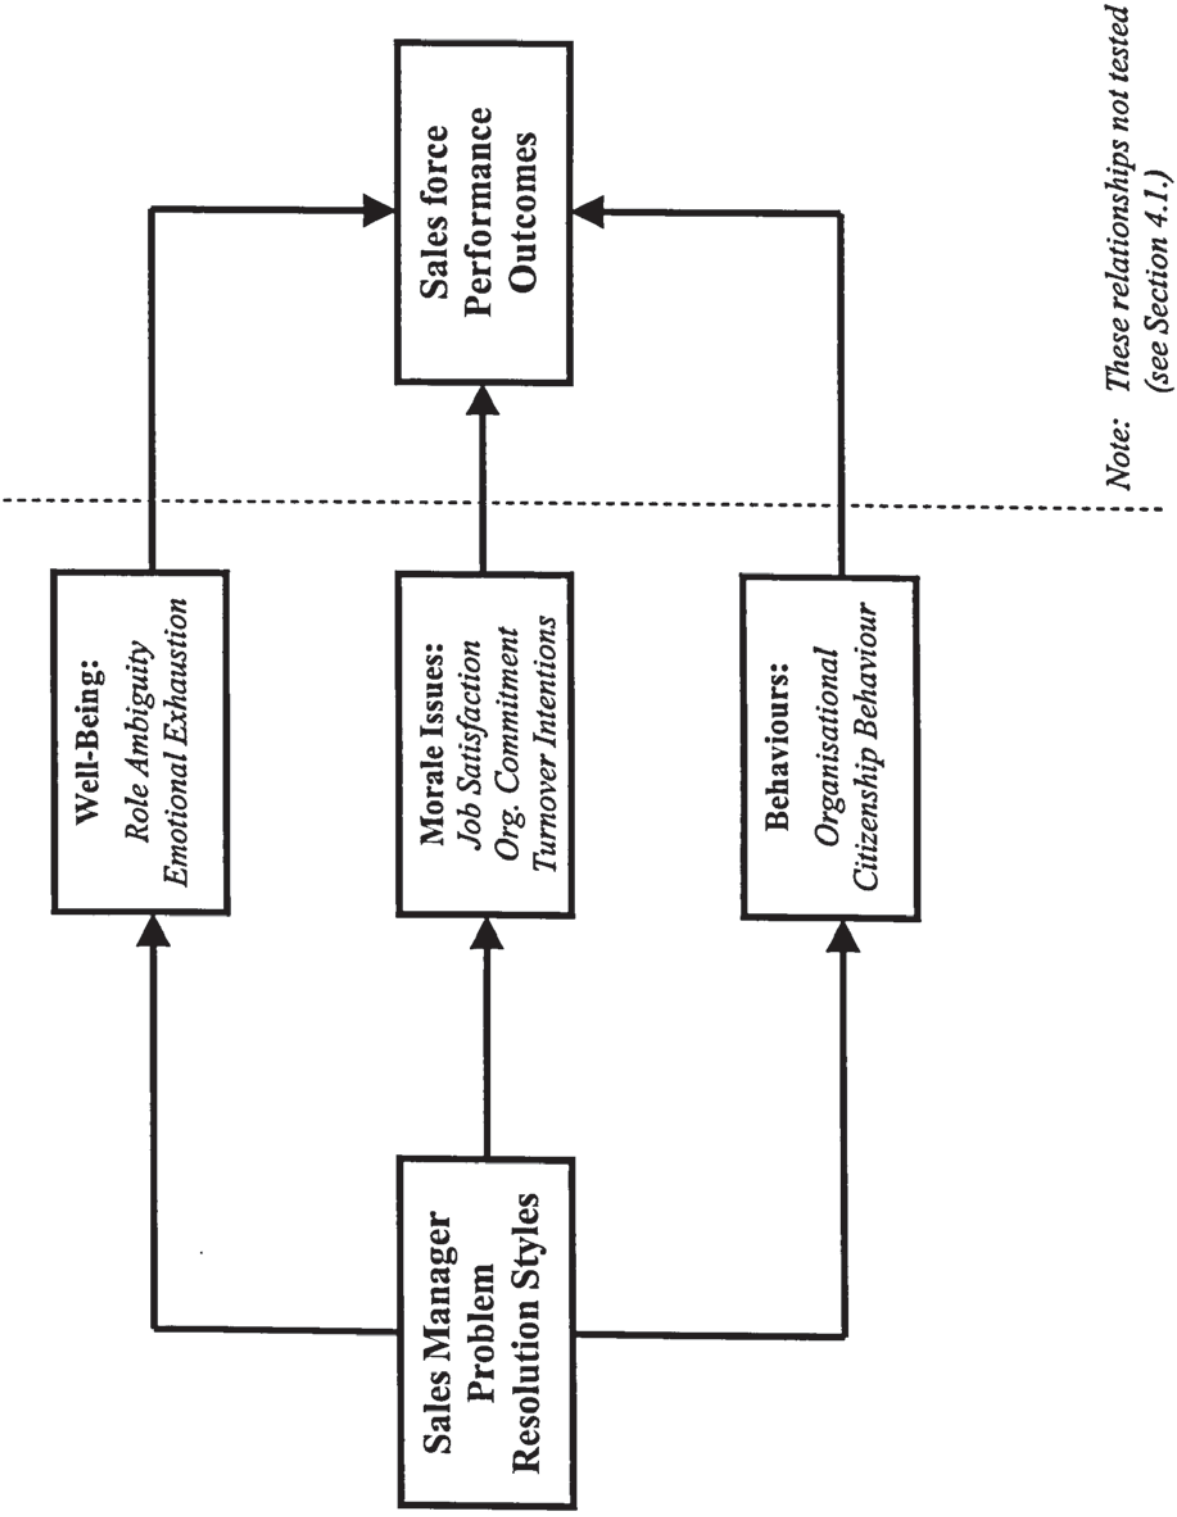 Well-Being:
Role Ambiguity
Emotional Exhaustion
Sales Manager
Problem
Resolution Styles
Morale Issues:
Job Satisfaction
Org. Commitment
Turnover Intentions
Sales force
Performance
Outcomes
Behaviours:
Organisational
Citizenship Behaviour
Note: These relationships not tested
(see Section 4.1.)